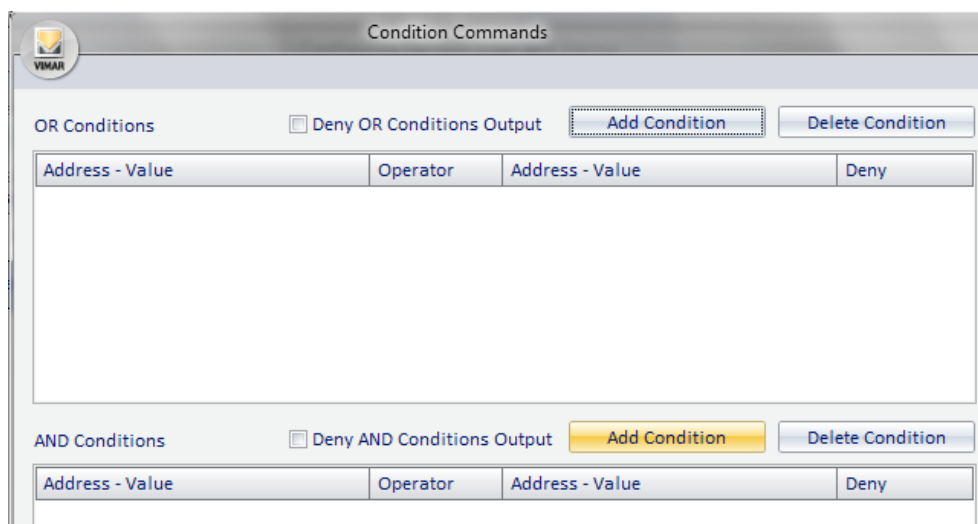 Condition Commands
VIMAR
OR Conditions Deny OR Conditions Output Add Condition Delete Condition
Address - Value Operator Address - Value Deny
AND Conditions Deny AND Conditions Output Add Condition Delete Condition
Address - Value Operator Address - Value Deny